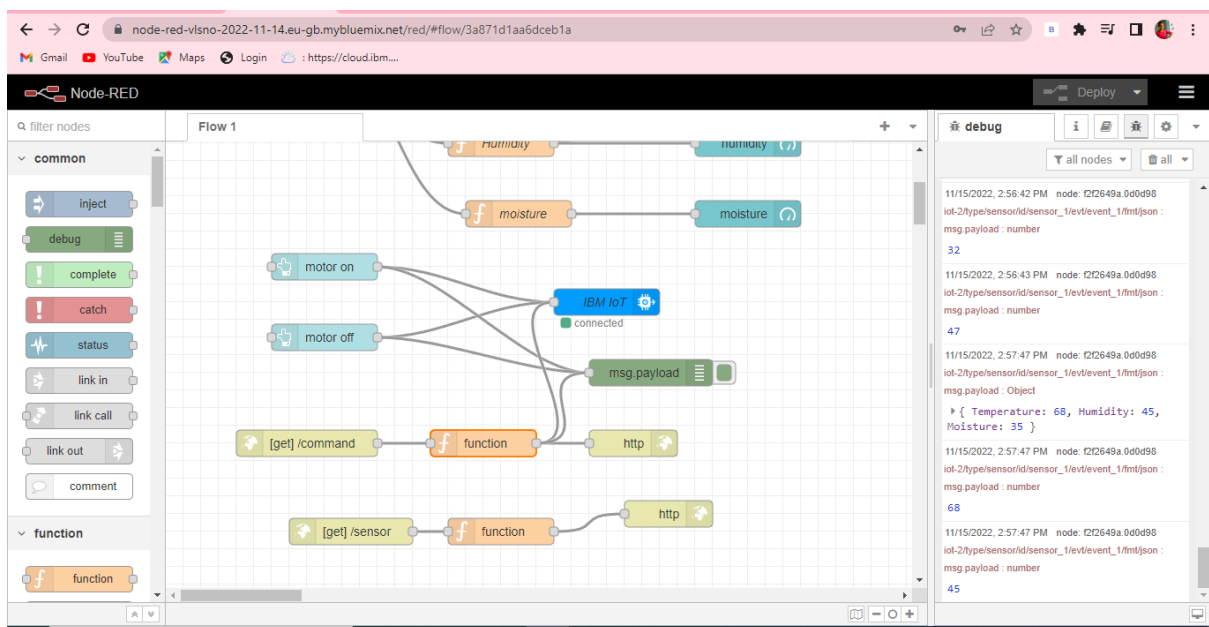 node-red-vlsno-2022-11-14.eu-gb.mybluemix.net/red/#flow/3a871d1aa6dceb1a
Gmail YouTube Maps Login : https://cloud.ibm....
Node-RED Deploy
filter nodes
common
inject
debug
complete
catch
status
link in
link call
link out
comment
function
function
Flow 1
Humidity humidity
moisture moisture
motor on
IBM IoT
connected
motor off
msg.payload
[get] /command function http
[get] /sensor function http
debug i
all nodes all
11/15/2022, 2:56:42 PM node: f2f2649a.0d0d98
iot-2/type/sensor/id/sensor_1/evt/event_1/fmt/json :
msg.payload : number
32
11/15/2022, 2:56:43 PM node: f2f2649a.0d0d98
iot-2/type/sensor/id/sensor_1/evt/event_1/fmt/json :
msg.payload : number
47
11/15/2022, 2:57:47 PM node: f2f2649a.0d0d98
iot-2/type/sensor/id/sensor_1/evt/event_1/fmt/json :
msg.payload : Object
{ Temperature: 68, Humidity: 45,
Moisture: 35 }
11/15/2022, 2:57:47 PM node: f2f2649a.0d0d98
iot-2/type/sensor/id/sensor_1/evt/event_1/fmt/json :
msg.payload : number
68
11/15/2022, 2:57:47 PM node: f2f2649a.0d0d98
iot-2/type/sensor/id/sensor_1/evt/event_1/fmt/json :
msg.payload : number
45